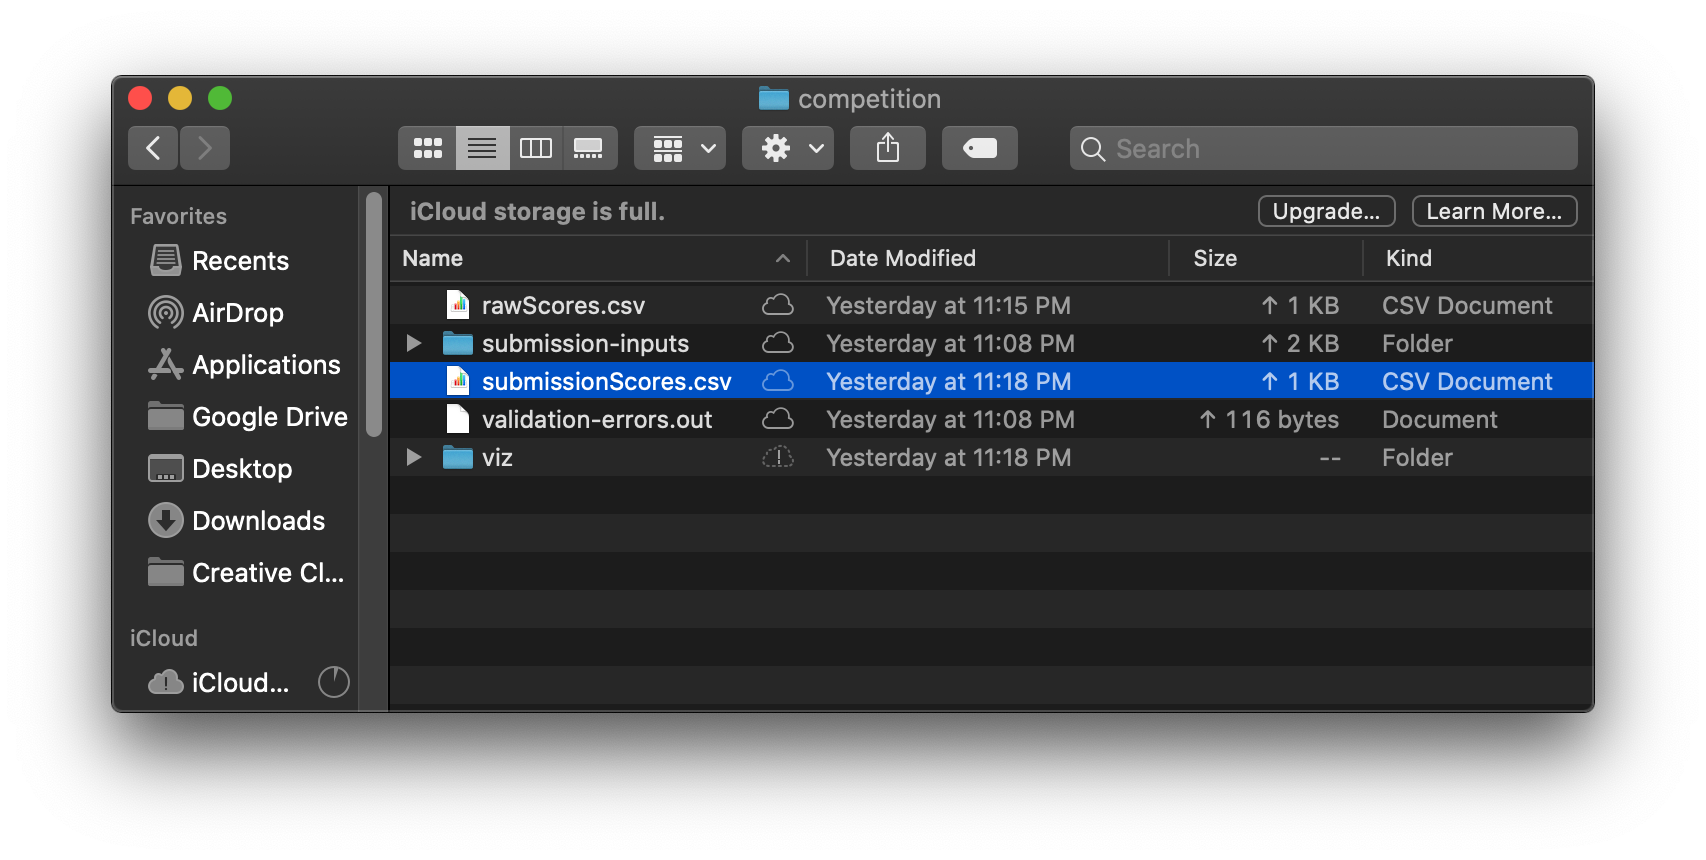 competition
Search
Favorites
Recents
AirDrop
Applications
Google Drive
Desktop
Downloads
Creative Cl...
iCloud
iCloud...
iCloud storage is full. Upgrade... Learn More...
Name Date Modified Size Kind
rawScores.csv Yesterday at 11:15 PM ↑ 1 KB CSV Document
submission-inputs Yesterday at 11:08 PM ↑ 2 KB Folder
submissionScores.csv Yesterday at 11:18 PM ↑ 1 KB CSV Document
validation-errors.out Yesterday at 11:08 PM ↑ 116 bytes Document
viz Yesterday at 11:18 PM -- Folder